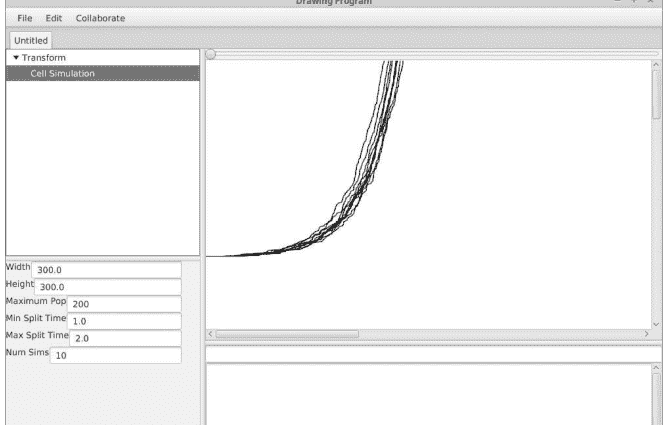 Drawing Program
File Edit Collaborate
Untitled
Transform
Cell Simulation
Width 300.0
Height 300.0
Maximum Pop 200
Min Split Time 1.0
Max Split Time 2.0
Num Sims 10